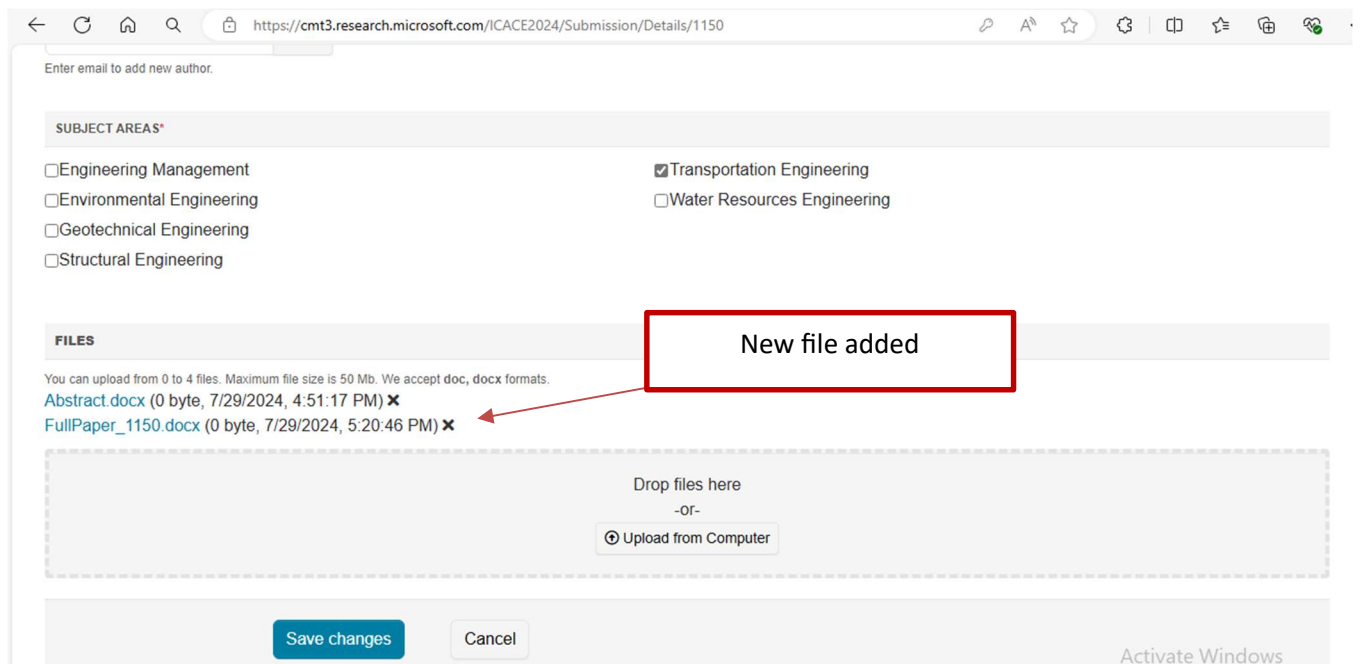 https://cmt3.research.microsoft.com/ICACE2024/Submission/Details/1150
Enter email to add new author.
SUBJECT AREAS*
Engineering Management
Transportation Engineering
Environmental Engineering
Water Resources Engineering
Geotechnical Engineering
Structural Engineering
New file added
FILES
You can upload from 0 to 4 files. Maximum file size is 50 Mb. We accept doc, docx formats.
Abstract.docx (0 byte, 7/29/2024, 4:51:17 PM) ✖
FullPaper_1150.docx (0 byte, 7/29/2024, 5:20:46 PM) ✖
Drop files here
-or-
Upload from Computer
Save changes
Cancel
Activate Windows